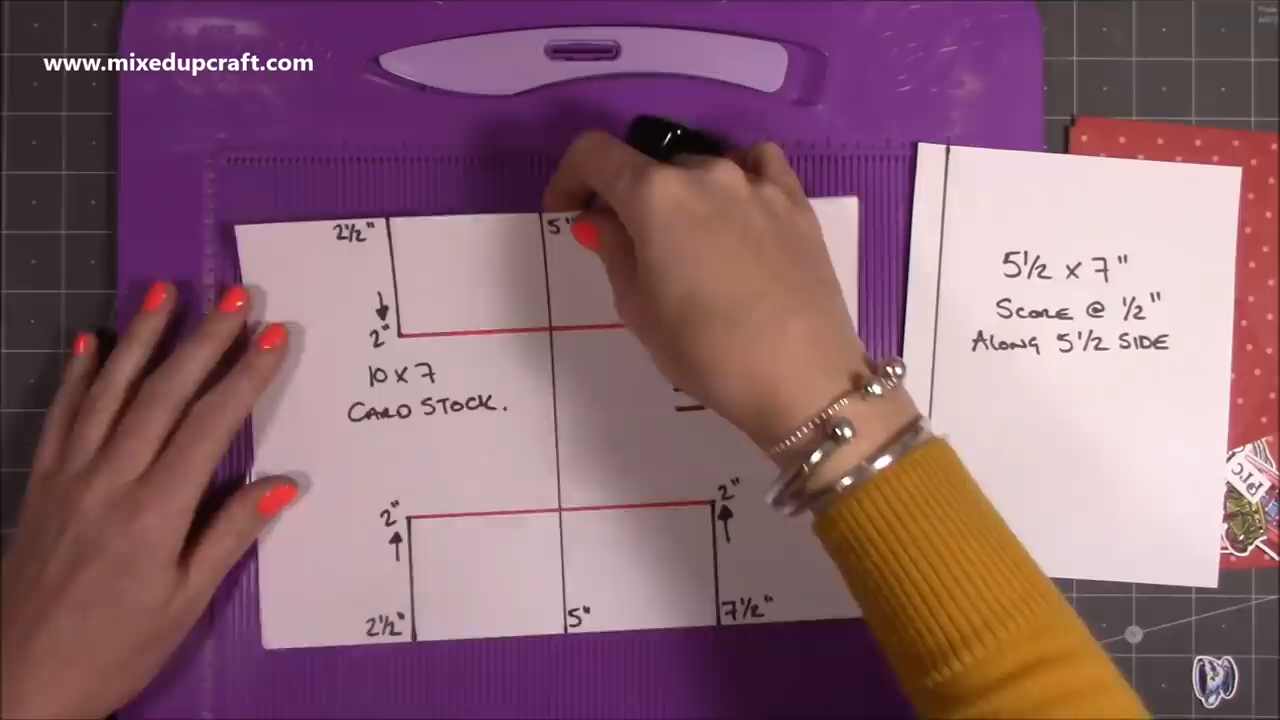 www.mixedupcraft.com
2½" 5"
2"
10 x 7
CARD STOCK.
2" 2"
2½" 5" 7½"
5½ x 7"
SCORE @ ½"
ALONG 5½ SIDE
PTC